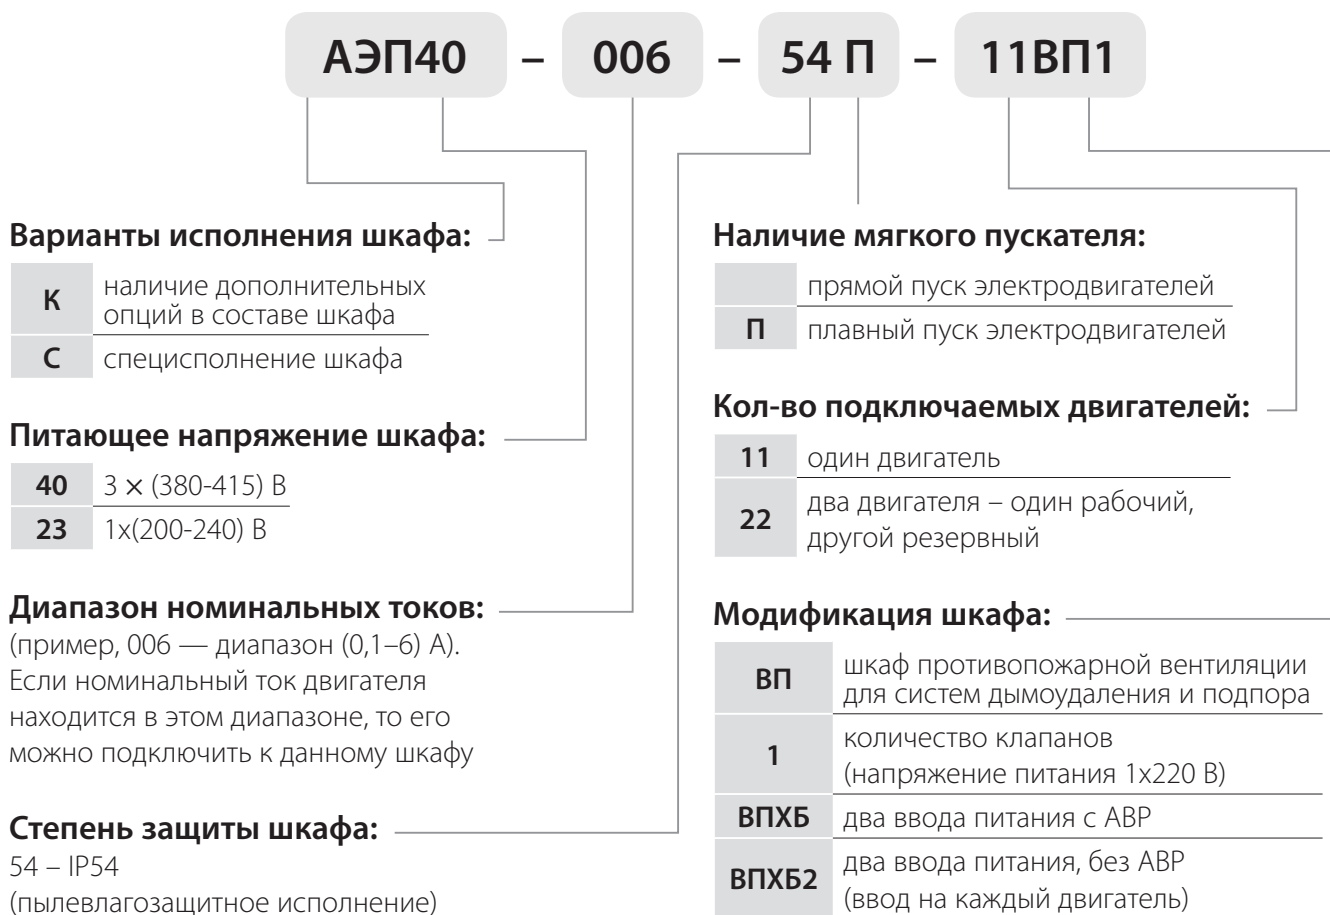 АЭП40 – 006 – 54 П – 11ВП1
Варианты исполнения шкафа:
К
наличие дополнительных
опций в составе шкафа
С
специсполнение шкафа
Питающее напряжение шкафа:
40
3 × (380-415) В
23
1х(200-240) В
Диапазон номинальных токов:
(пример, 006 — диапазон (0,1–6) А).
Если номинальный ток двигателя
находится в этом диапазоне, то его
можно подключить к данному шкафу
Степень защиты шкафа:
54 – IP54
(пылевлагозащитное исполнение)
Наличие мягкого пускателя:
прямой пуск электродвигателей
П
плавный пуск электродвигателей
Кол-во подключаемых двигателей:
11
один двигатель
22
два двигателя – один рабочий,
другой резервный
Модификация шкафа:
ВП
шкаф противопожарной вентиляции
для систем дымоудаления и подпора
1
количество клапанов
(напряжение питания 1х220 В)
ВПХБ
два ввода питания с АВР
ВПХБ2
два ввода питания, без АВР
(ввод на каждый двигатель)